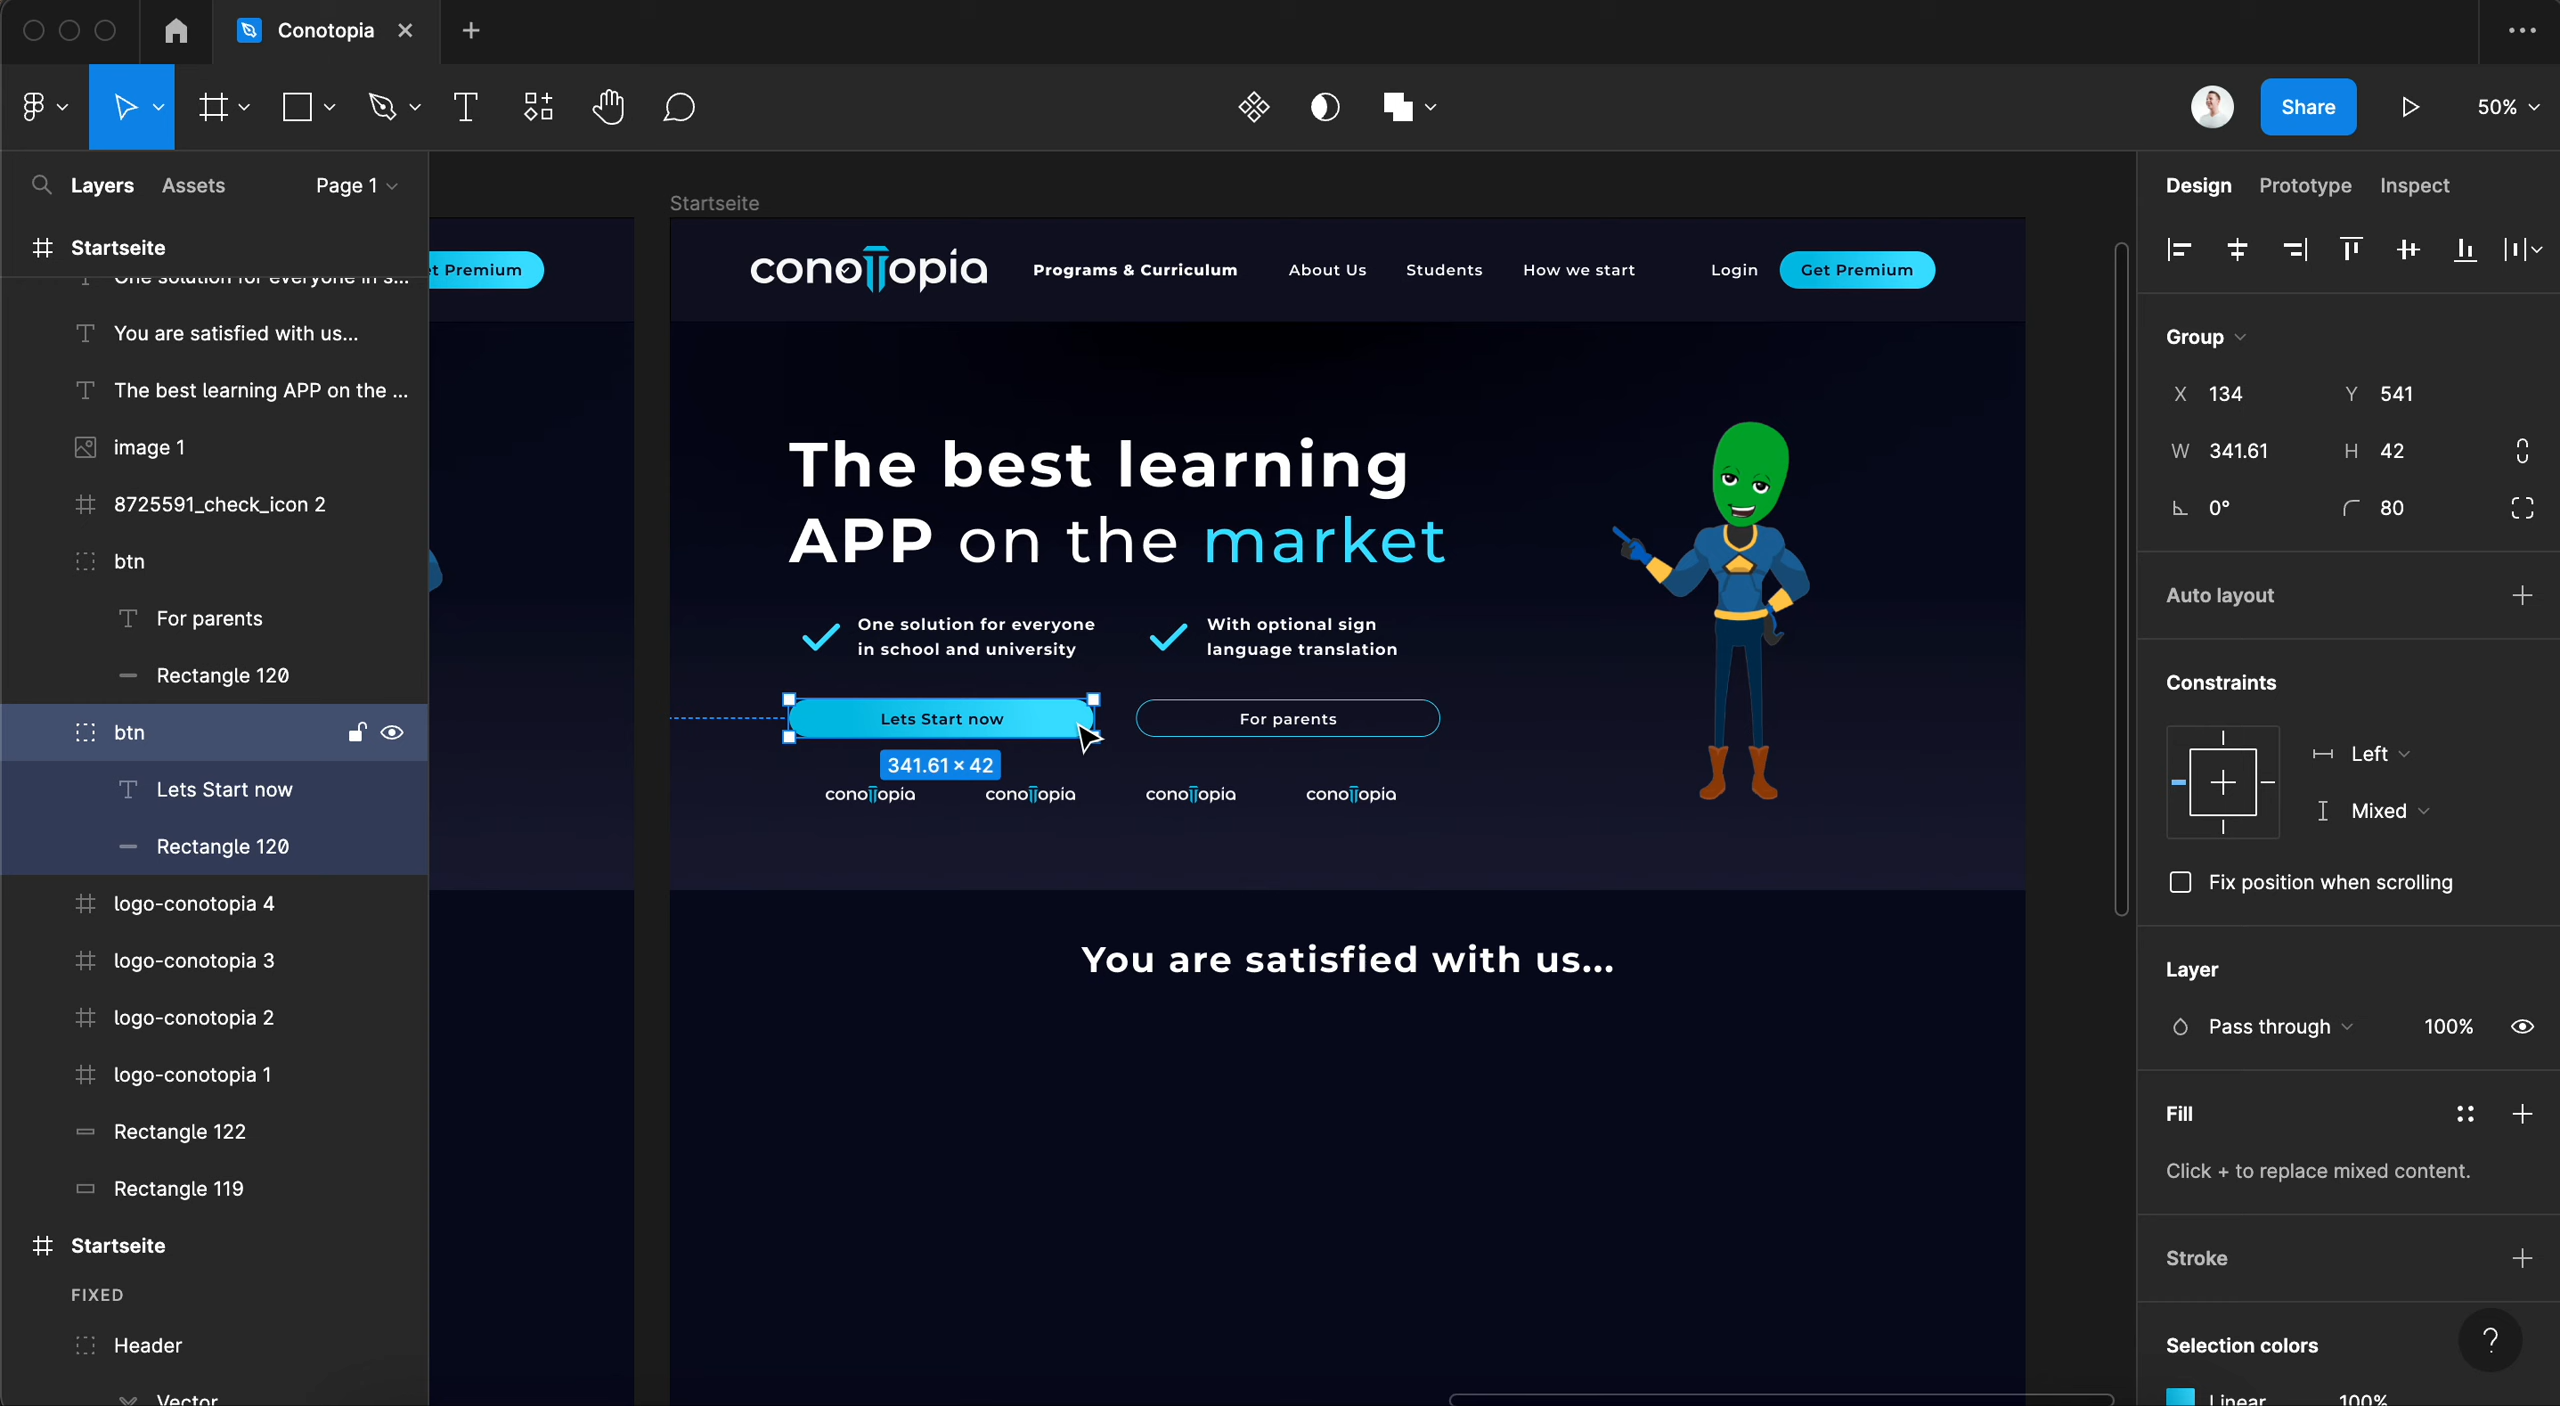 Conotopia
Share
50%
Layers
Assets
Page 1
Startseite
One solution for everyone in s...
You are satisfied with us...
The best learning APP on the ...
image 1
8725591_check_icon 2
btn
For parents
Rectangle 120
btn
Lets Start now
Rectangle 120
logo-conotopia 4
logo-conotopia 3
logo-conotopia 2
logo-conotopia 1
Rectangle 122
Rectangle 119
Startseite
FIXED
Header
Vector
Premium
Startseite
conotopia
Programs & Curriculum
About Us
Students
How we start
Login
Get Premium
The best learning
APP on the market
One solution for everyone
in school and university
With optional sign
language translation
Lets Start now
For parents
341.61 × 42
conotopia
conotopia
conotopia
conotopia
You are satisfied with us...
Design
Prototype
Inspect
Group
X 134
Y 541
W 341.61
H 42
0°
80
Auto layout
Constraints
Left
Mixed
Fix position when scrolling
Layer
Pass through
100%
Fill
Click + to replace mixed content.
Stroke
Selection colors
?
Linear
100%